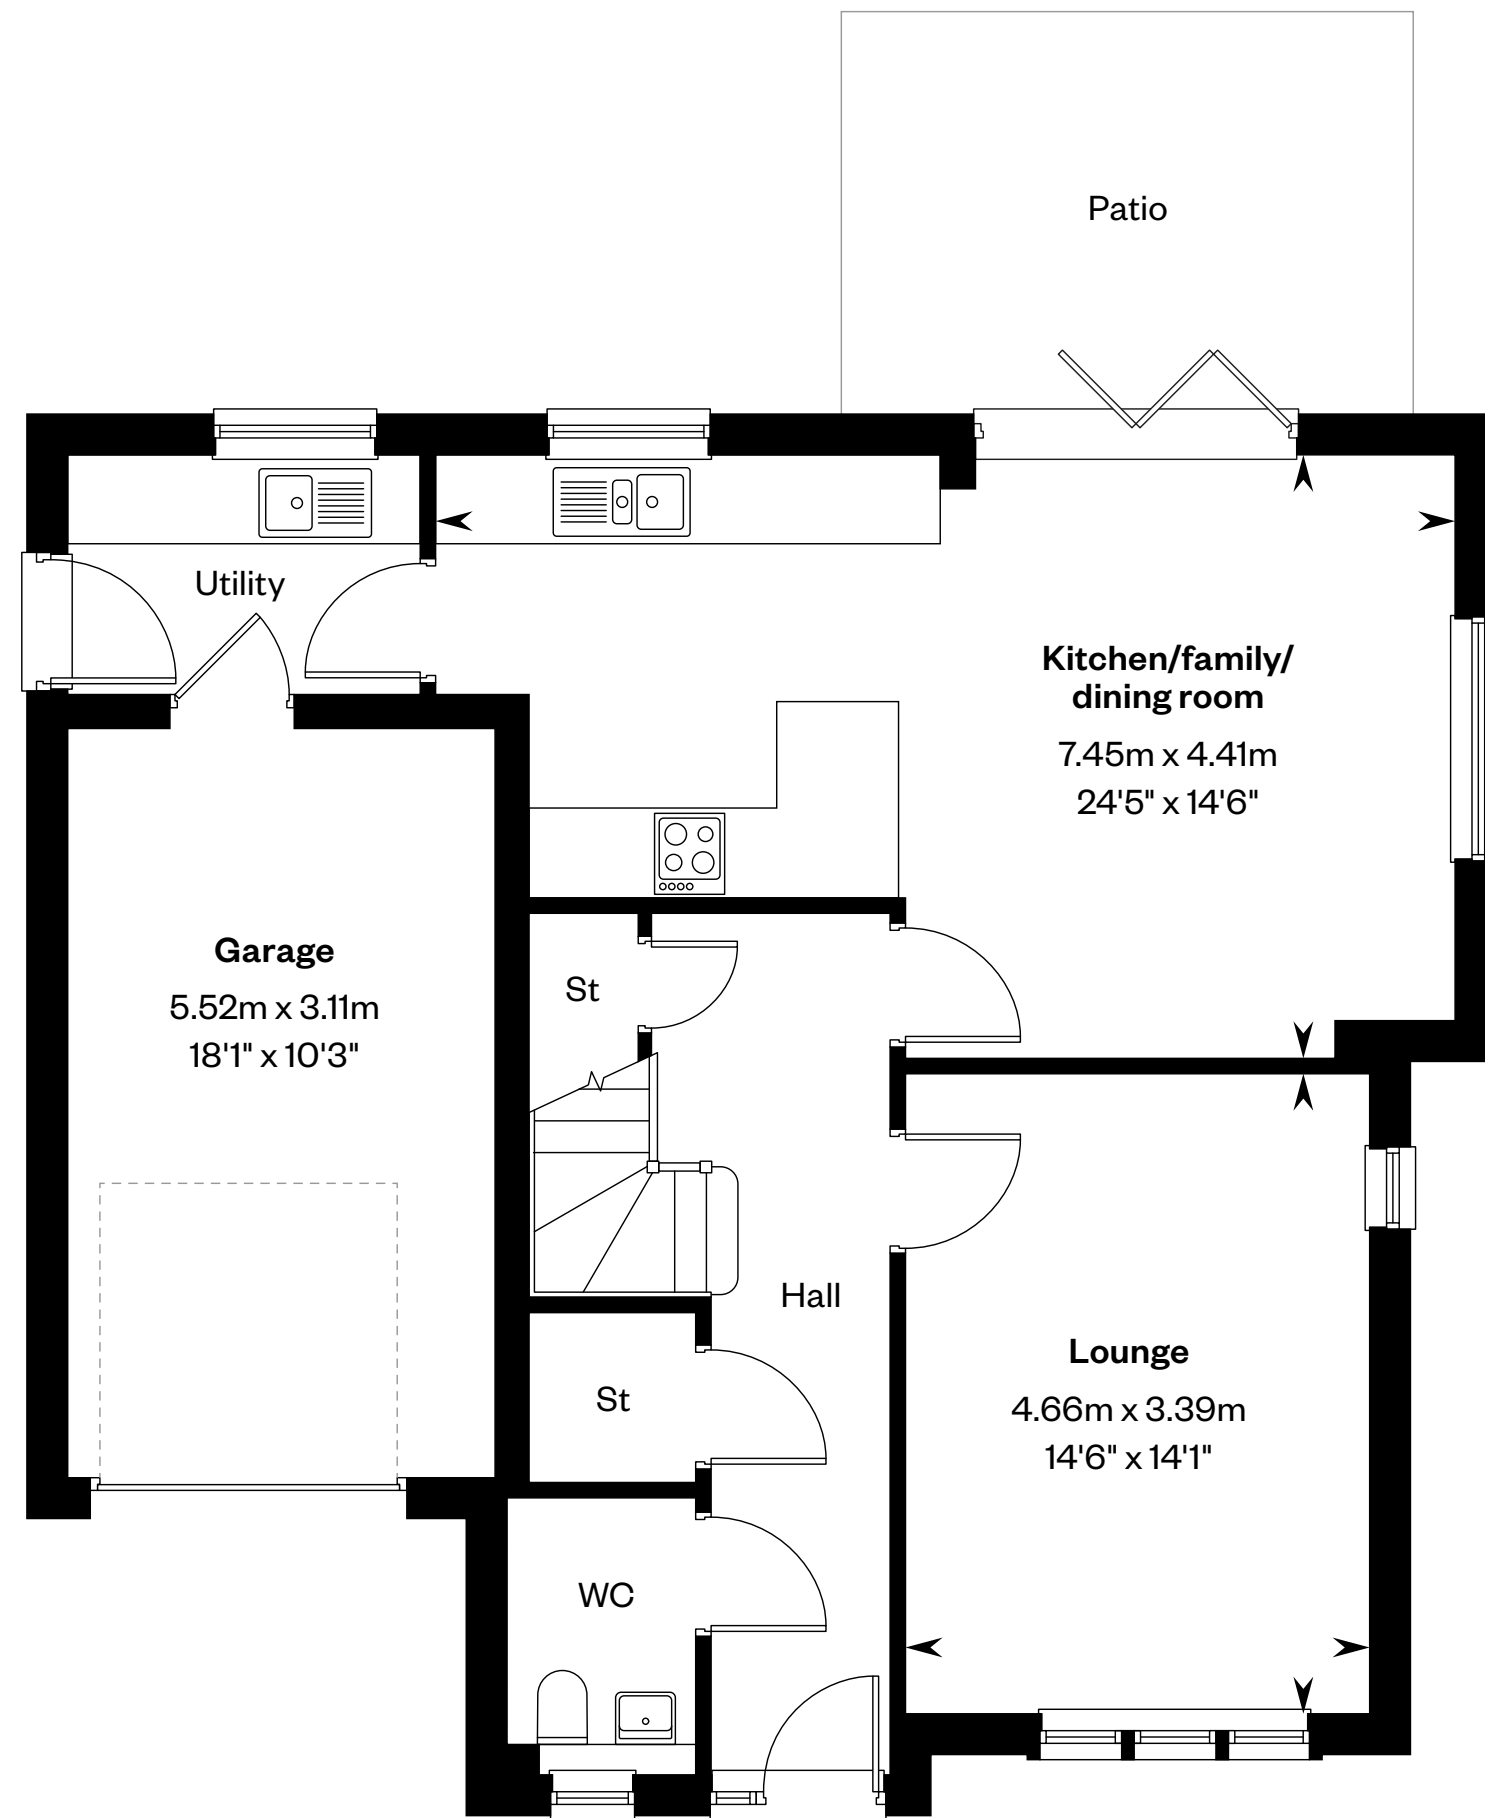 Patio
Utility
Kitchen/family/
dining room
7.45m x 4.41m
24'5" x 14'6"
Garage
5.52m x 3.11m
18'1" x 10'3"
St
Hall
Lounge
4.66m x 3.39m
14'6" x 14'1"
St
WC